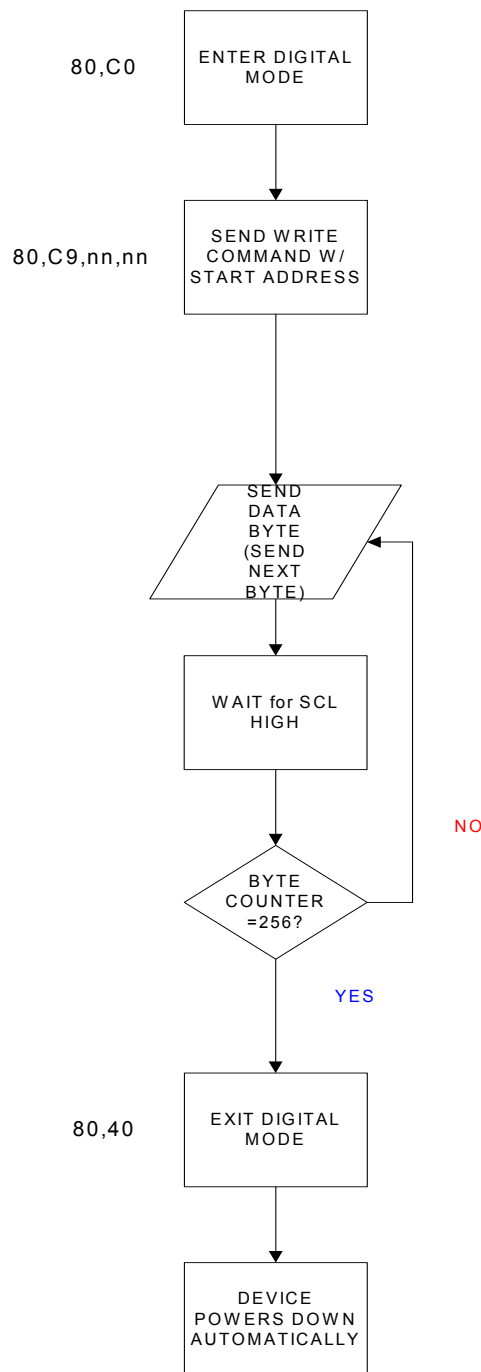 80,C0
ENTER DIGITAL
MODE
80,C9,nn,nn
SEND WRITE
COMMAND W/
START ADDRESS
SEND
DATA
BYTE
(SEND
NEXT
BYTE)
WAIT for SCL
HIGH
NO
BYTE
COUNTER
=256?
YES
80,40
EXIT DIGITAL
MODE
DEVICE
POWERS DOWN
AUTOMATICALLY